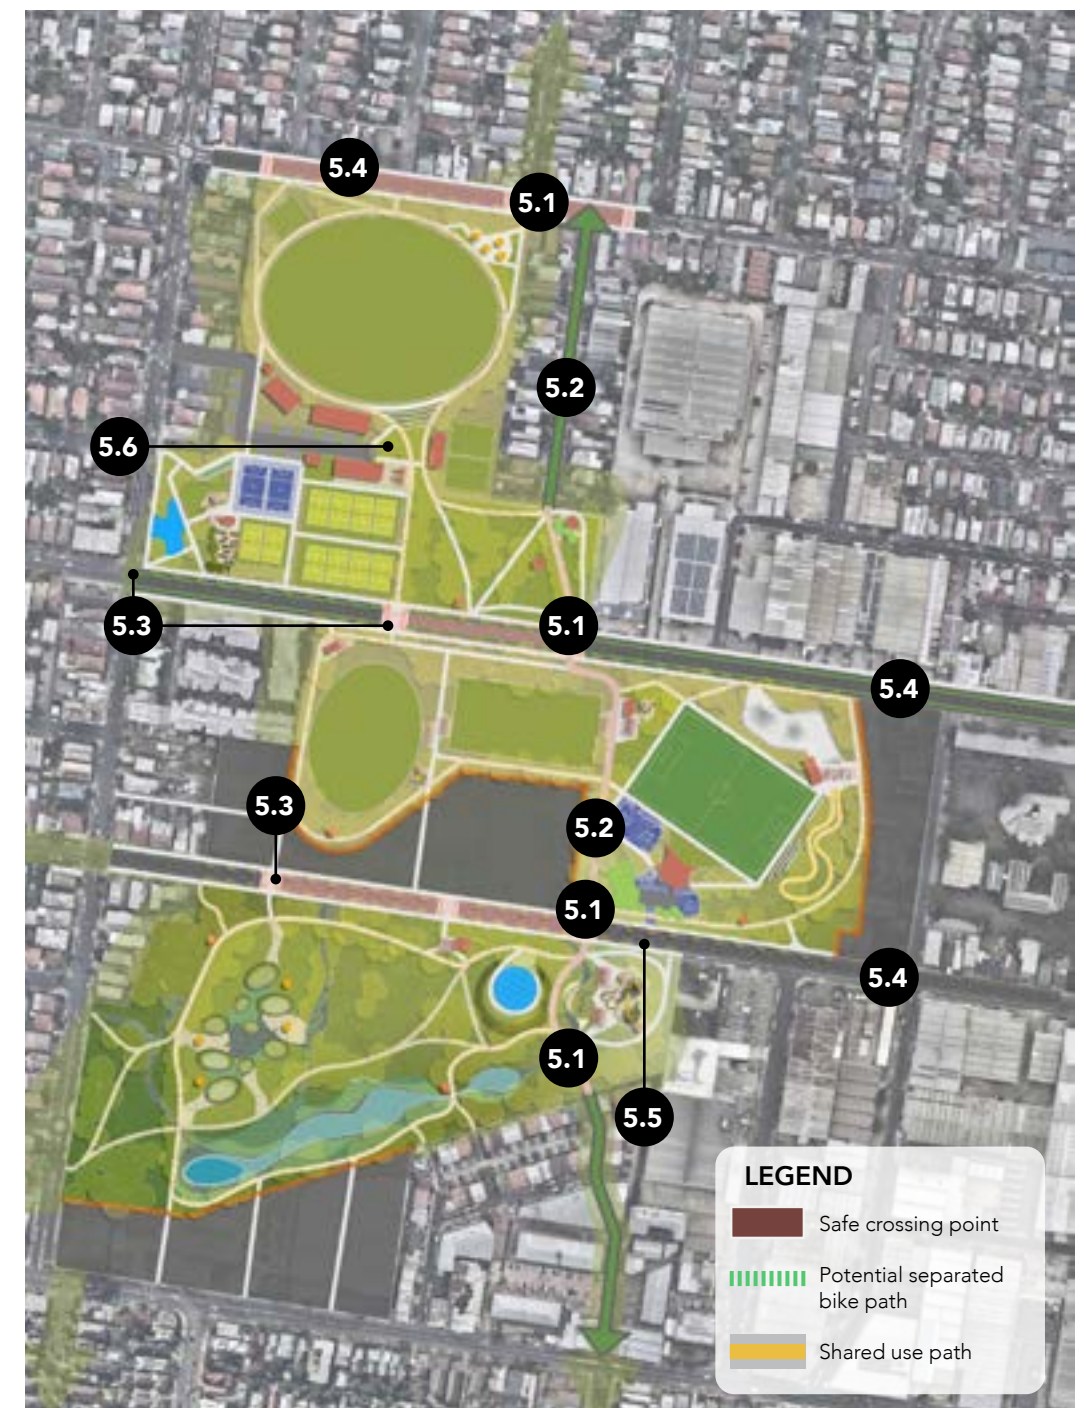 5.4
5.1
5.2
5.6
5.3
5.1
5.4
5.3
5.2
5.1
5.4
5.1
5.5
LEGEND
Safe crossing point
Potential separated
bike path
Shared use path